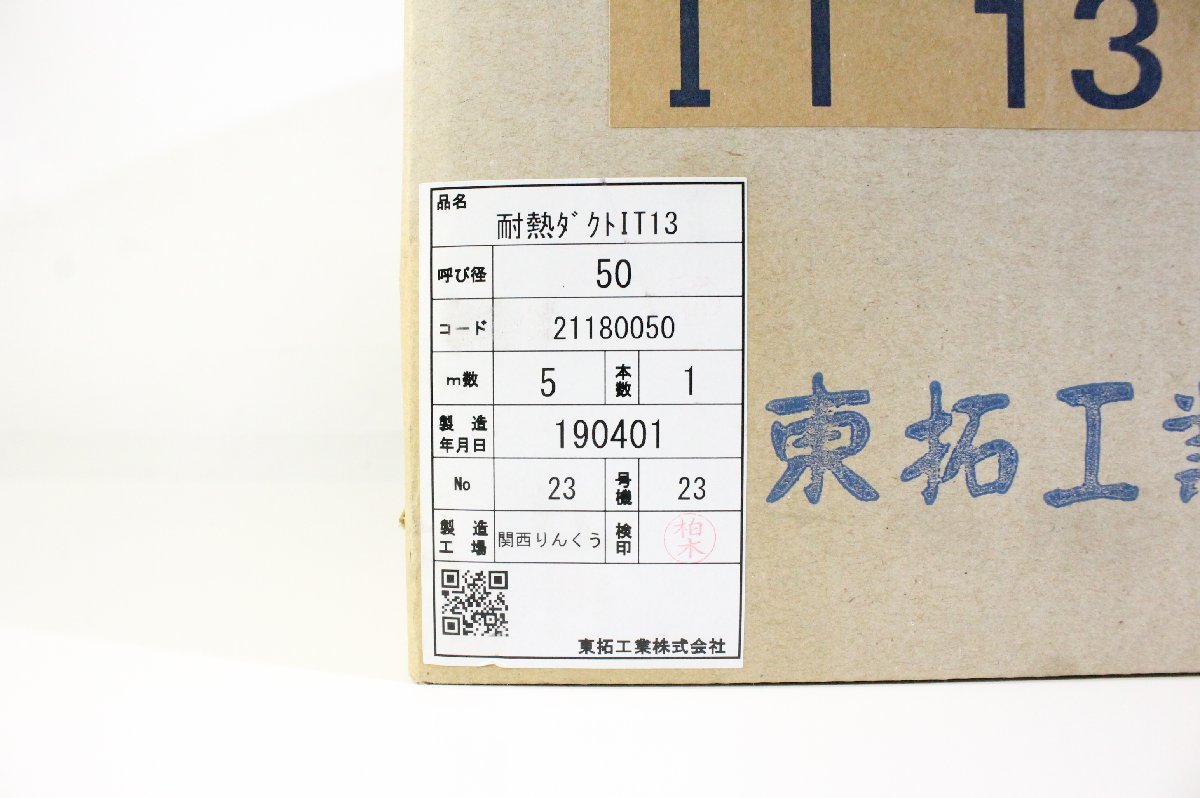 IT 13
品名
耐熱ﾀﾞｸﾄIT13
呼び径 50
コード 21180050
m数 5 本数 1
製造年月日 190401
No 23 号機 23
製造工場 関西りんくう 検印 柏木
東拓工業株式会社
東拓工業